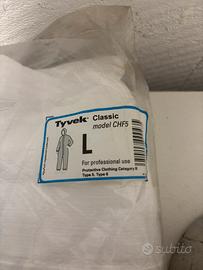 Tyvek® Classic
model CHF5
L
For professional use
Protective Clothing Category III
Type 5, Type 6
subito